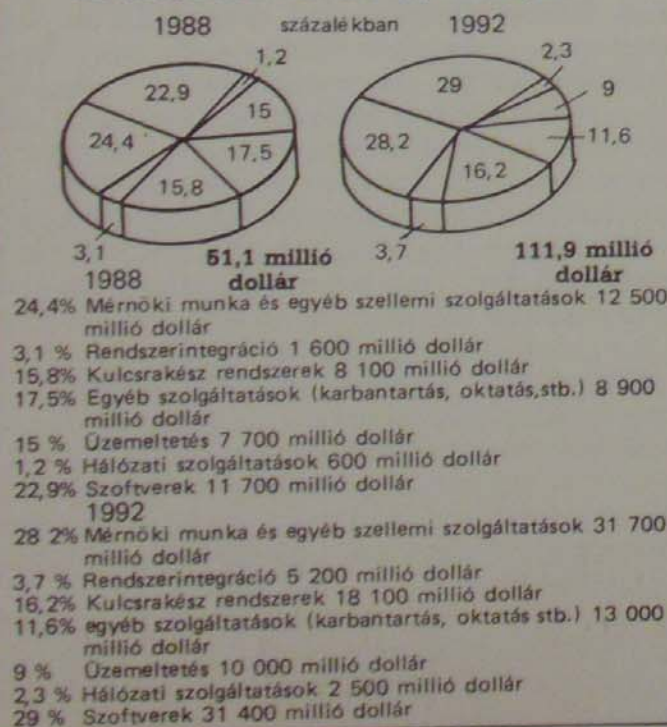 1988 százalékban 1992
1,2
22,9
15
24,4
17,5
15,8
3,1
2,3
29
9
28,2
11,6
16,2
3,7
51,1 millió
dollár
111,9 millió
dollár
1988
24,4% Mérnöki munka és egyéb szellemi szolgáltatások 12 500
millió dollár
3,1 % Rendszerintegráció 1 600 millió dollár
15,8% Kulcsrakész rendszerek 8 100 millió dollár
17,5% Egyéb szolgáltatások (karbantartás, oktatás,stb.) 8 900
millió dollár
15 % Üzemeltetés 7 700 millió dollár
1,2 % Hálózati szolgáltatások 600 millió dollár
22,9% Szoftverek 11 700 millió dollár
1992
28 2% Mérnöki munka és egyéb szellemi szolgáltatások 31 700
millió dollár
3,7 % Rendszerintegráció 5 200 millió dollár
16,2% Kulcsrakész rendszerek 18 100 millió dollár
11,6% egyéb szolgáltatások (karbantartás, oktatás stb.) 13 000
millió dollár
9 % Üzemeltetés 10 000 millió dollár
2,3 % Hálózati szolgáltatások 2 500 millió dollár
29 % Szoftverek 31 400 millió dollár